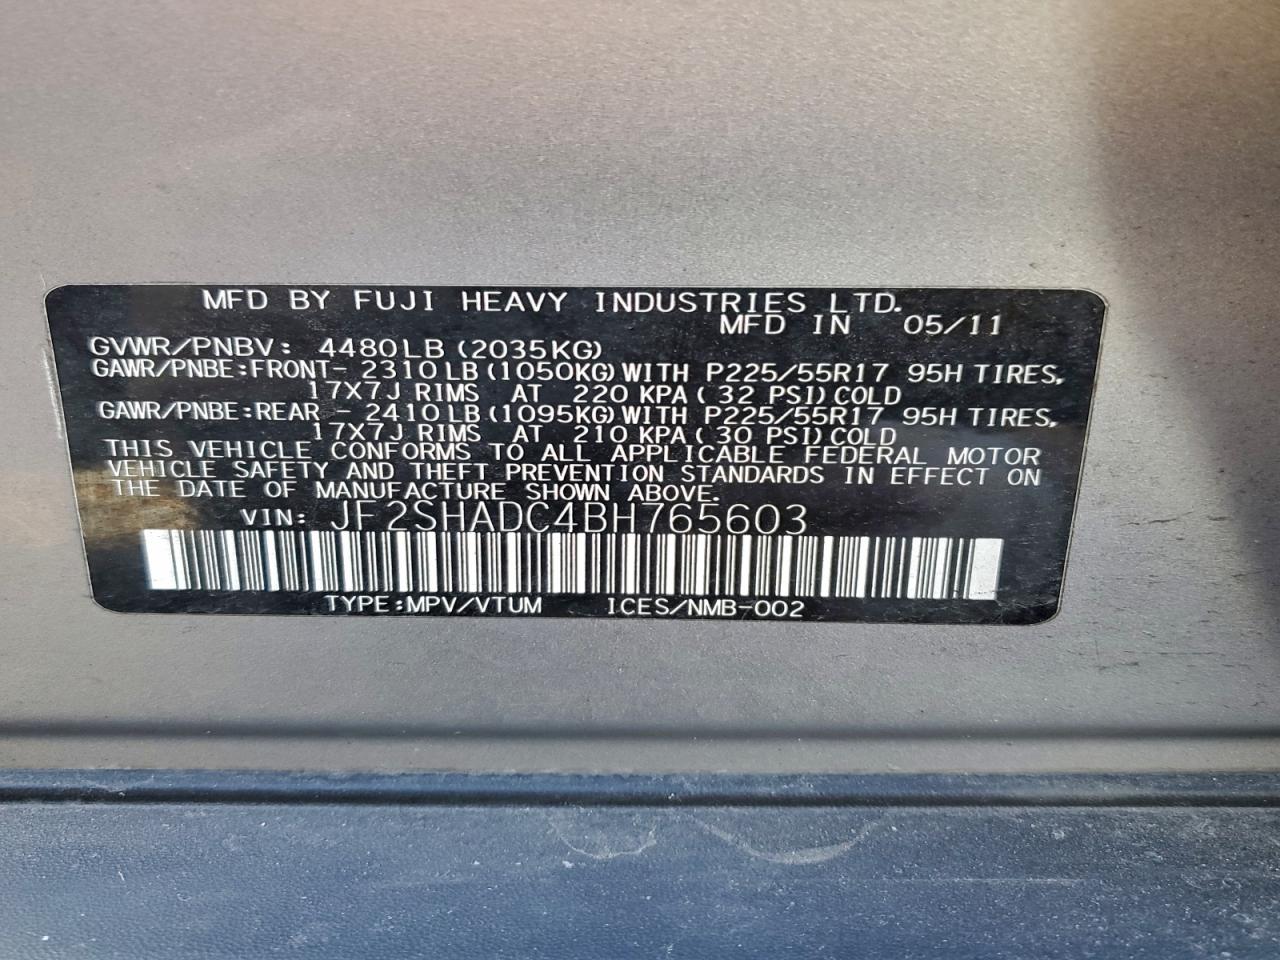 MFD BY FUJI HEAVY INDUSTRIES LTD.
MFD IN 05/11
GVWR/PNBV: 4480LB (2035KG)
GAWR/PNBE:FRONT- 2310LB(1050KG)WITH P225/55R17 95H TIRES,
17X7J RIMS AT 220 KPA( 32 PSI)COLD
GAWR/PNBE:REAR - 2410LB(1095KG)WITH P225/55R17 95H TIRES,
17X7J RIMS AT 210 KPA( 30 PSI)COLD
THIS VEHICLE CONFORMS TO ALL APPLICABLE FEDERAL MOTOR
VEHICLE SAFETY AND THEFT PREVENTION STANDARDS IN EFFECT ON
THE DATE OF MANUFACTURE SHOWN ABOVE.
VIN: JF2SHADC4BH765603
TYPE:MPV/VTUM ICES/NMB-002